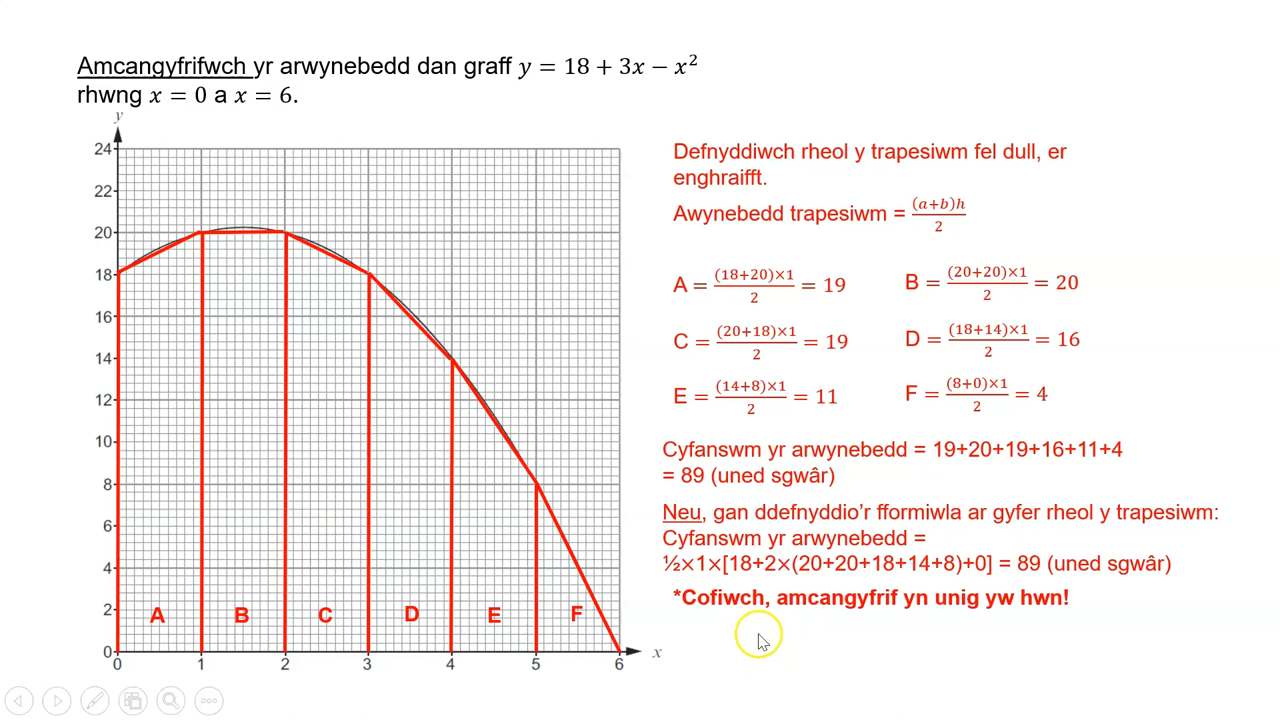 Amcangyfrifwch yr arwynebedd dan graff y = 18 + 3x − x²
rhwng x = 0 a x = 6.
y
24
22
20
18
16
14
12
10
8
6
4
2
0
A B C D E F
0 1 2 3 4 5 6
x
Defnyddiwch rheol y trapesiwm fel dull, er
enghraifft.
Awynebedd trapesiwm = (a+b)h/2
A = (18+20)×1/2 = 19 B = (20+20)×1/2 = 20
C = (20+18)×1/2 = 19 D = (18+14)×1/2 = 16
E = (14+8)×1/2 = 11 F = (8+0)×1/2 = 4
Cyfanswm yr arwynebedd = 19+20+19+16+11+4
= 89 (uned sgwâr)
Neu, gan ddefnyddio’r fformiwla ar gyfer rheol y trapesiwm:
Cyfanswm yr arwynebedd =
½×1×[18+2×(20+20+18+14+8)+0] = 89 (uned sgwâr)
*Cofiwch, amcangyfrif yn unig yw hwn!